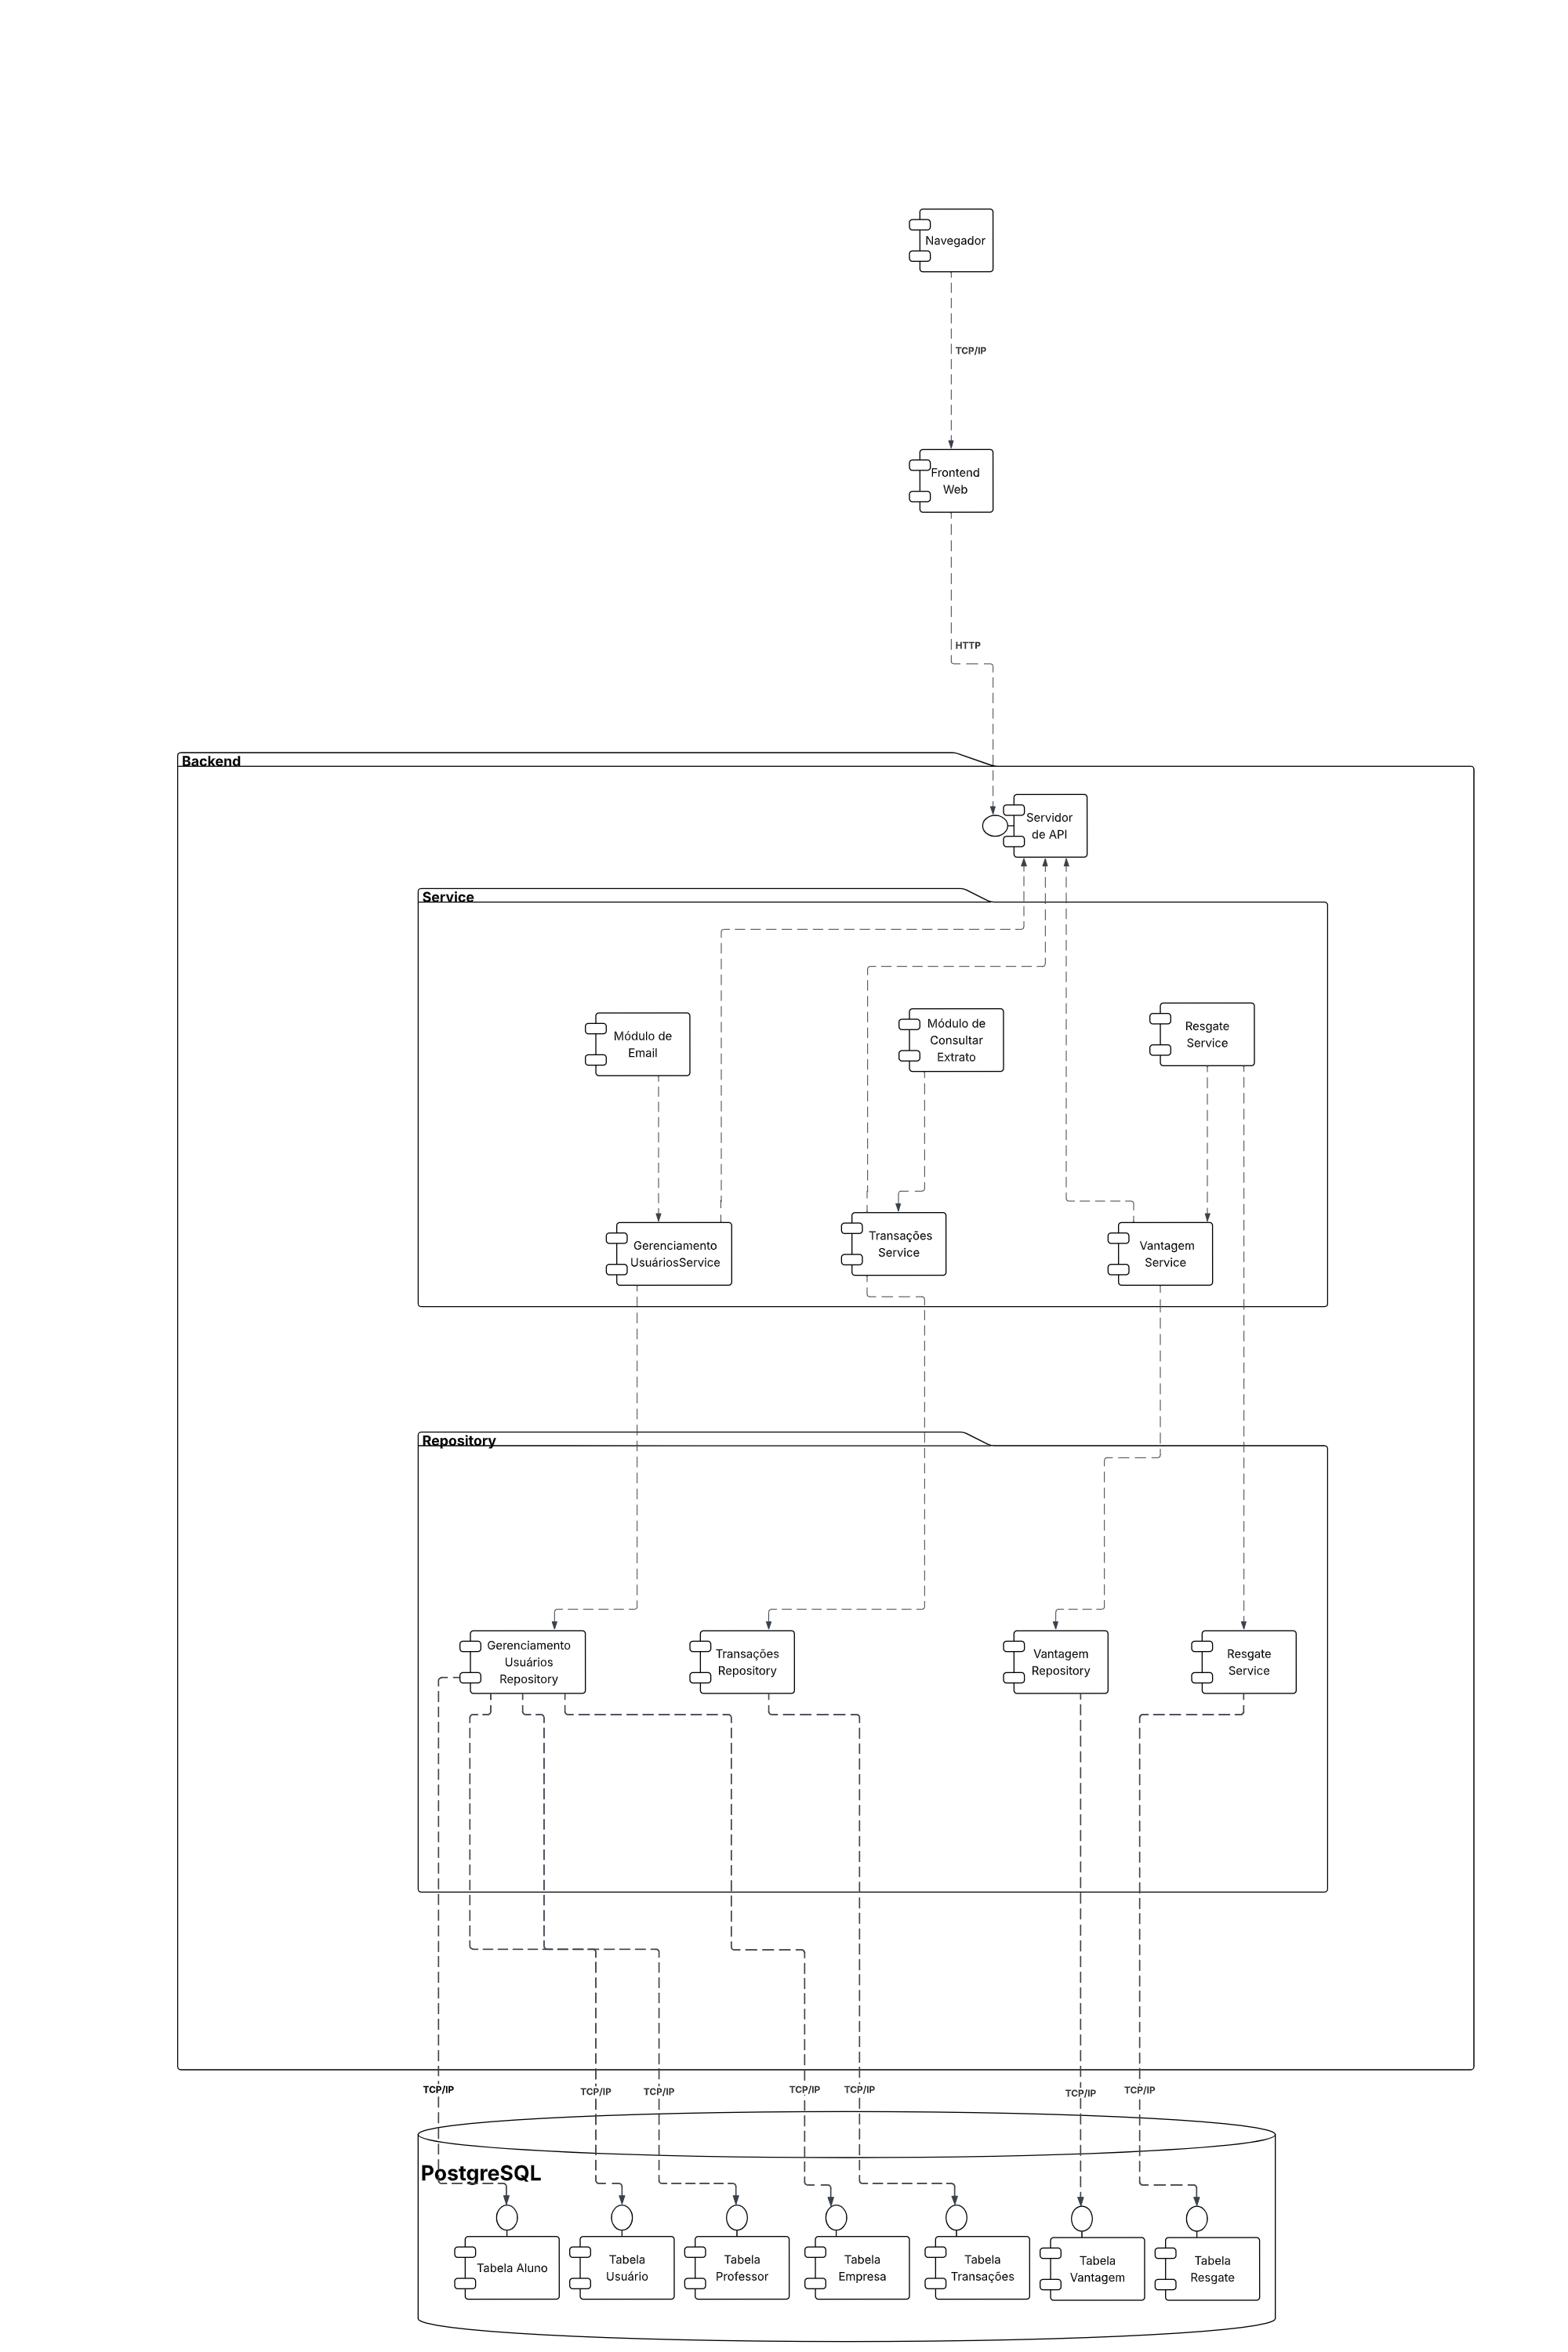 Navegador
TCP/IP
Frontend
Web
HTTP
Backend
Servidor
de API
Service
Módulo de
Email
Módulo de
Consultar
Extrato
Resgate
Service
Gerenciamento
UsuáriosService
Transações
Service
Vantagem
Service
Repository
Gerenciamento
Usuários
Repository
Transações
Repository
Vantagem
Repository
Resgate
Service
TCP/IP
TCP/IP
TCP/IP
TCP/IP
TCP/IP
TCP/IP
TCP/IP
PostgreSQL
Tabela Aluno
Tabela
Usuário
Tabela
Professor
Tabela
Empresa
Tabela
Transações
Tabela
Vantagem
Tabela
Resgate